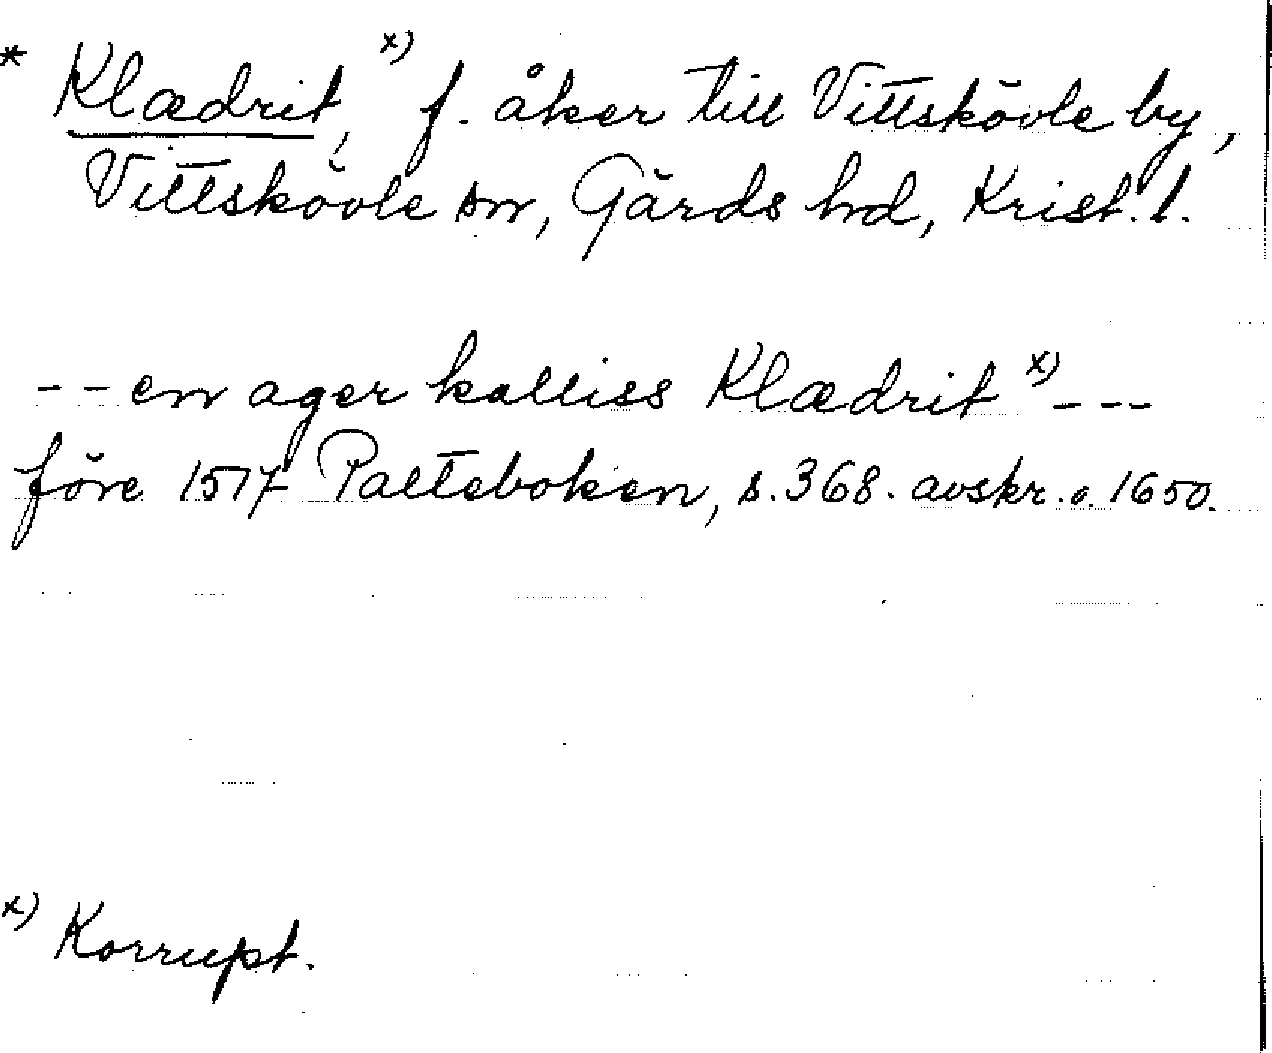 * Klædrit, x) f. åker till Vittskövle by,
Vittskövle sn, Gärds hd, Krist. l.
-- en ager kalliss Klædrit x) ---
före 1517 Palteboken, s. 368. avskr. o. 1650.
x) Korrupt.